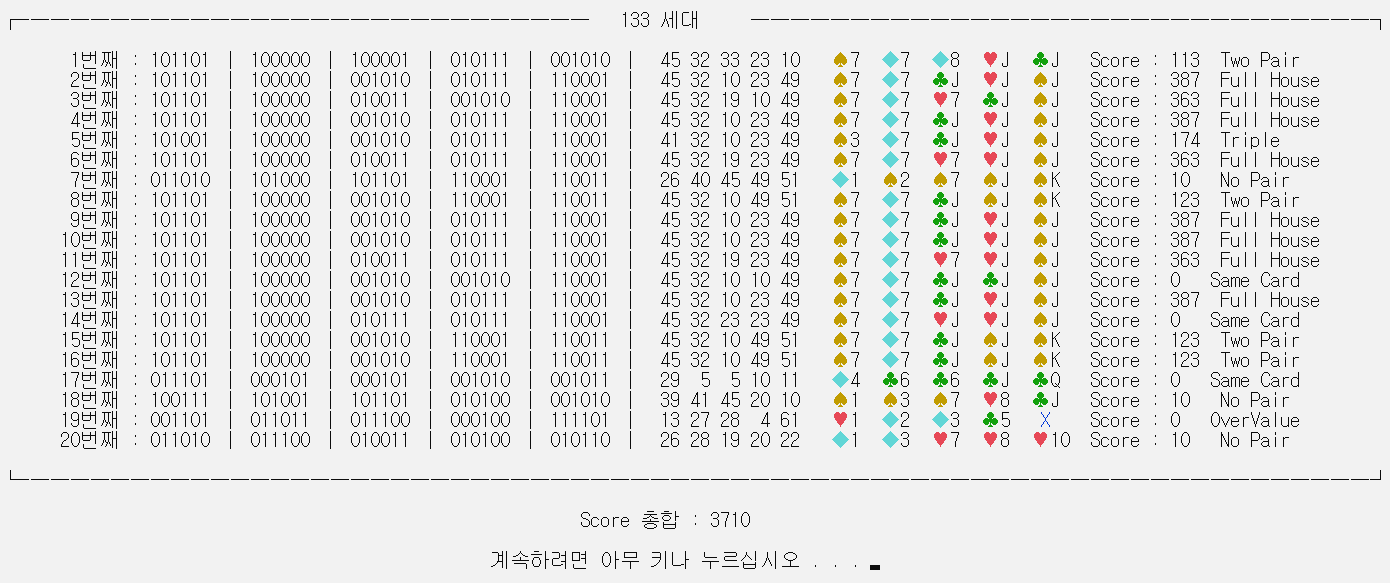 133 세대
1번째 : 101101 | 100000 | 100001 | 010111 | 001010 | 45 32 33 23 10 ♠7 ◆7 ◆8 ♥J ♣J Score : 113 Two Pair
2번째 : 101101 | 100000 | 001010 | 010111 | 110001 | 45 32 10 23 49 ♠7 ◆7 ♣J ♥J ♠J Score : 387 Full House
3번째 : 101101 | 100000 | 010011 | 001010 | 110001 | 45 32 19 10 49 ♠7 ◆7 ♥7 ♣J ♠J Score : 363 Full House
4번째 : 101101 | 100000 | 001010 | 010111 | 110001 | 45 32 10 23 49 ♠7 ◆7 ♣J ♥J ♠J Score : 387 Full House
5번째 : 101001 | 100000 | 001010 | 010111 | 110001 | 41 32 10 23 49 ♠3 ◆7 ♣J ♥J ♠J Score : 174 Triple
6번째 : 101101 | 100000 | 010011 | 010111 | 110001 | 45 32 19 23 49 ♠7 ◆7 ♥7 ♥J ♠J Score : 363 Full House
7번째 : 011010 | 101000 | 101101 | 110001 | 110011 | 26 40 45 49 51 ◆1 ♠2 ♠7 ♠J ♠K Score : 10 No Pair
8번째 : 101101 | 100000 | 001010 | 110001 | 110011 | 45 32 10 49 51 ♠7 ◆7 ♣J ♠J ♠K Score : 123 Two Pair
9번째 : 101101 | 100000 | 001010 | 010111 | 110001 | 45 32 10 23 49 ♠7 ◆7 ♣J ♥J ♠J Score : 387 Full House
10번째 : 101101 | 100000 | 001010 | 010111 | 110001 | 45 32 10 23 49 ♠7 ◆7 ♣J ♥J ♠J Score : 387 Full House
11번째 : 101101 | 100000 | 010011 | 010111 | 110001 | 45 32 19 23 49 ♠7 ◆7 ♥7 ♥J ♠J Score : 363 Full House
12번째 : 101101 | 100000 | 001010 | 001010 | 110001 | 45 32 10 10 49 ♠7 ◆7 ♣J ♣J ♠J Score : 0 Same Card
13번째 : 101101 | 100000 | 001010 | 010111 | 110001 | 45 32 10 23 49 ♠7 ◆7 ♣J ♥J ♠J Score : 387 Full House
14번째 : 101101 | 100000 | 010111 | 010111 | 110001 | 45 32 23 23 49 ♠7 ◆7 ♥J ♥J ♠J Score : 0 Same Card
15번째 : 101101 | 100000 | 001010 | 110001 | 110011 | 45 32 10 49 51 ♠7 ◆7 ♣J ♠J ♠K Score : 123 Two Pair
16번째 : 101101 | 100000 | 001010 | 110001 | 110011 | 45 32 10 49 51 ♠7 ◆7 ♣J ♠J ♠K Score : 123 Two Pair
17번째 : 011101 | 000101 | 000101 | 001010 | 001011 | 29 5 5 10 11 ◆4 ♣6 ♣6 ♣J ♣Q Score : 0 Same Card
18번째 : 100111 | 101001 | 101101 | 010100 | 001010 | 39 41 45 20 10 ♠1 ♠3 ♠7 ♥8 ♣J Score : 10 No Pair
19번째 : 001101 | 011011 | 011100 | 000100 | 111101 | 13 27 28 4 61 ♥1 ◆2 ◆3 ♣5 X Score : 0 OverValue
20번째 : 011010 | 011100 | 010011 | 010100 | 010110 | 26 28 19 20 22 ◆1 ◆3 ♥7 ♥8 ♥10 Score : 10 No Pair
Score 총합 : 3710
계속하려면 아무 키나 누르십시오 . . .